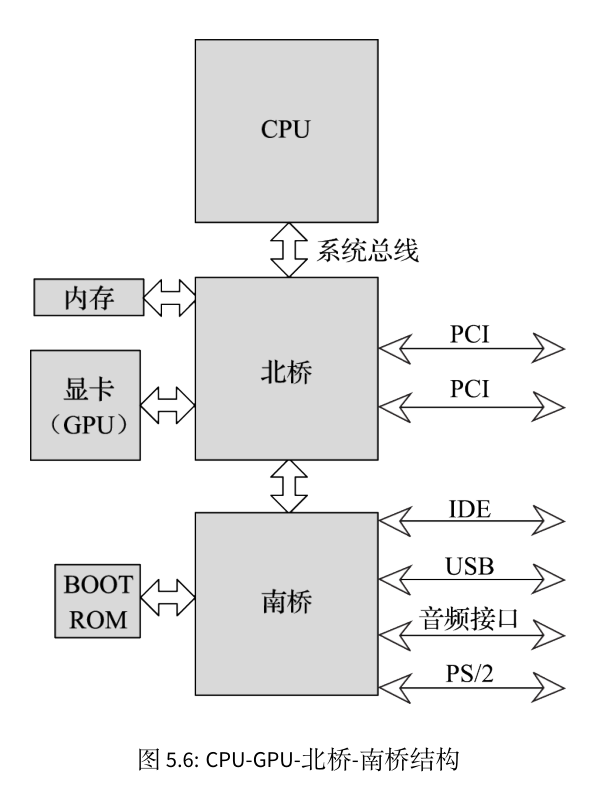 CPU
系统总线
内存
北桥
PCI
显卡
（GPU）
PCI
IDE
BOOT
ROM
南桥
USB
音频接口
PS/2
图 5.6: CPU-GPU-北桥-南桥结构